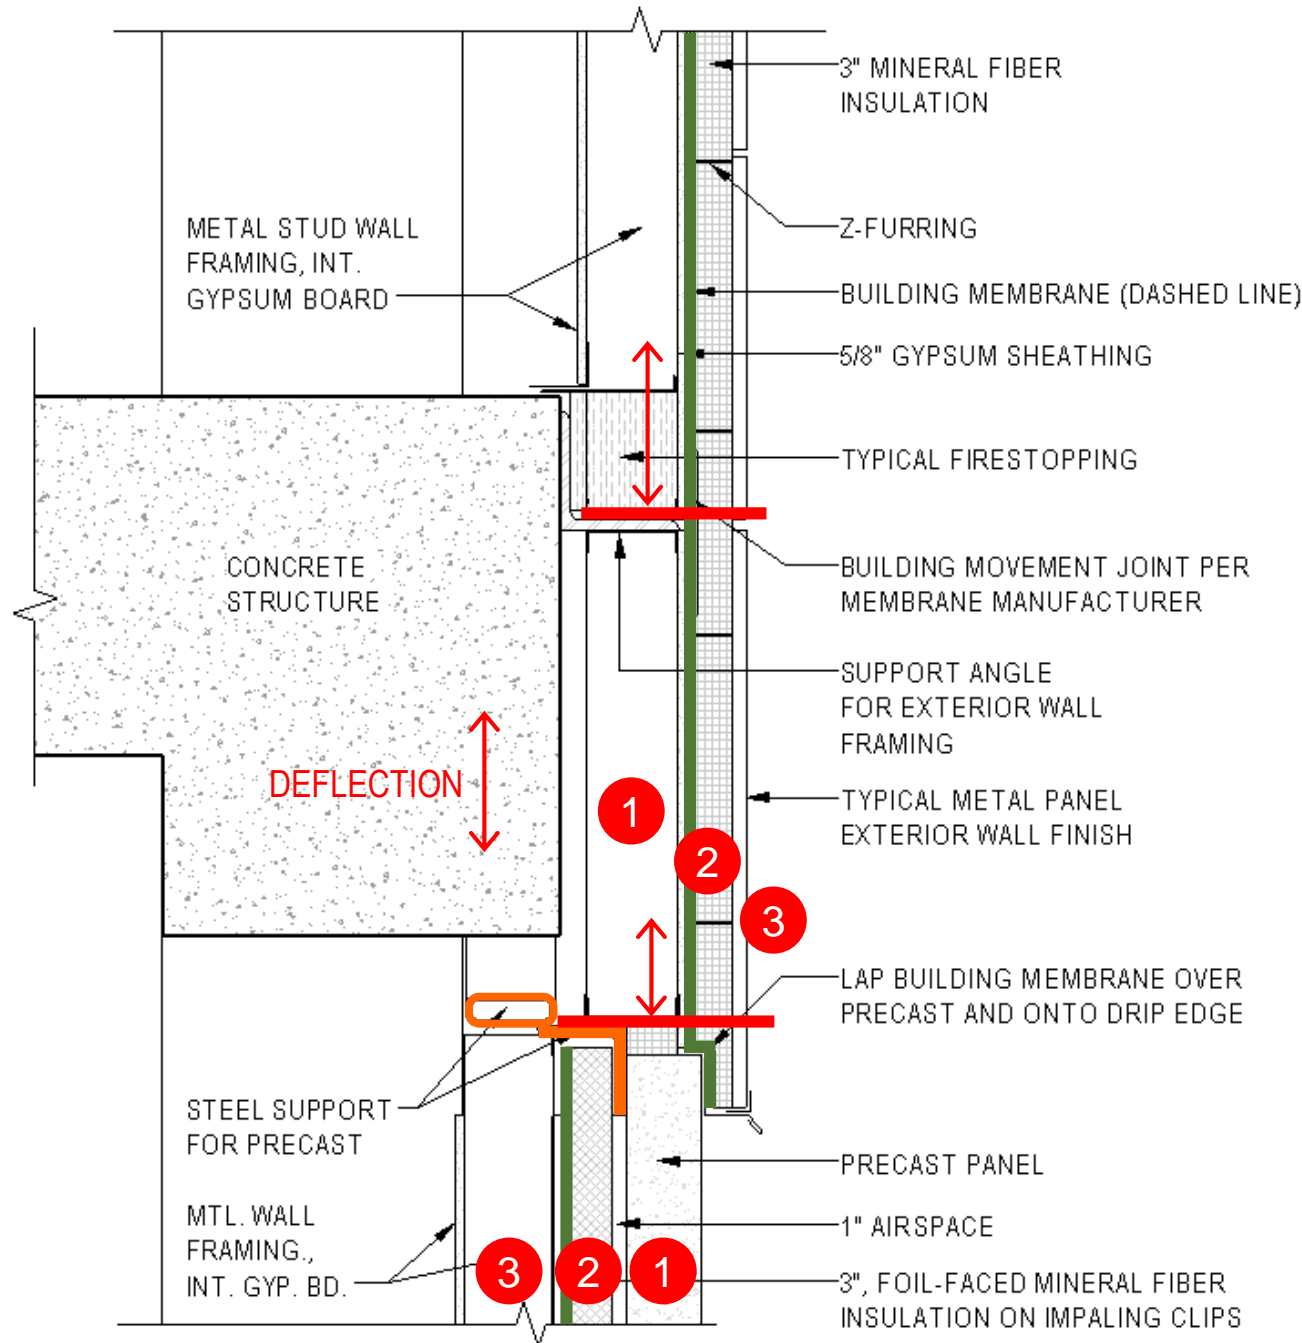 3" MINERAL FIBER
INSULATION
METAL STUD WALL
FRAMING, INT.
GYPSUM BOARD
Z-FURRING
BUILDING MEMBRANE (DASHED LINE)
5/8" GYPSUM SHEATHING
TYPICAL FIRESTOPPING
CONCRETE
STRUCTURE
BUILDING MOVEMENT JOINT PER
MEMBRANE MANUFACTURER
SUPPORT ANGLE
FOR EXTERIOR WALL
FRAMING
DEFLECTION
1
TYPICAL METAL PANEL
EXTERIOR WALL FINISH
2
3
LAP BUILDING MEMBRANE OVER
PRECAST AND ONTO DRIP EDGE
STEEL SUPPORT
FOR PRECAST
PRECAST PANEL
MTL. WALL
FRAMING.,
INT. GYP. BD.
1" AIRSPACE
3
2
1
3", FOIL-FACED MINERAL FIBER
INSULATION ON IMPALING CLIPS